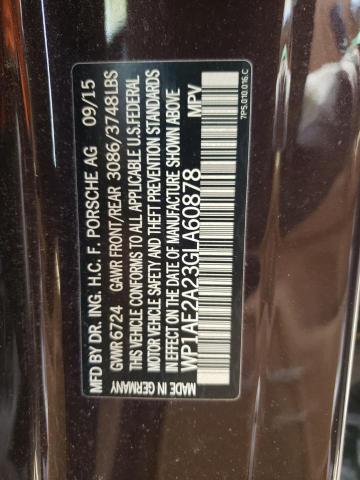 MFD BY DR. ING. H.C. F. PORSCHE AG 09/15
GVWR 6724 GAWR FRONT/REAR 3086/3748LBS
THIS VEHICLE CONFORMS TO ALL APPLICABLE U.S.FEDERAL
MOTOR VEHICLE SAFETY AND THEFT PREVENTION STANDARDS
IN EFFECT ON THE DATE OF MANUFACTURE SHOWN ABOVE
WP1AE2A23GLA60878 MPV
MADE IN GERMANY
7P5.010.016.C